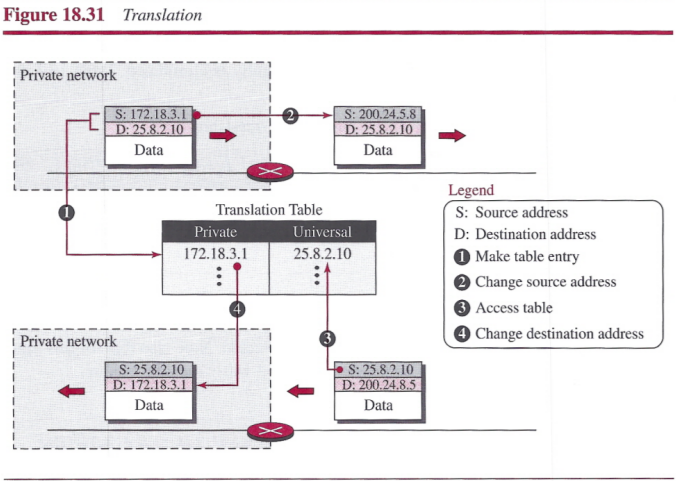 Figure 18.31 Translation
Private network
S: 172.18.3.1
D: 25.8.2.10
Data
2
S: 200.24.5.8
D: 25.8.2.10
Data
1
Translation Table
Private Universal
172.18.3.1 25.8.2.10
4
3
Legend
S: Source address
D: Destination address
1 Make table entry
2 Change source address
3 Access table
4 Change destination address
Private network
S: 25.8.2.10
D: 172.18.3.1
Data
S: 25.8.2.10
D: 200.24.8.5
Data